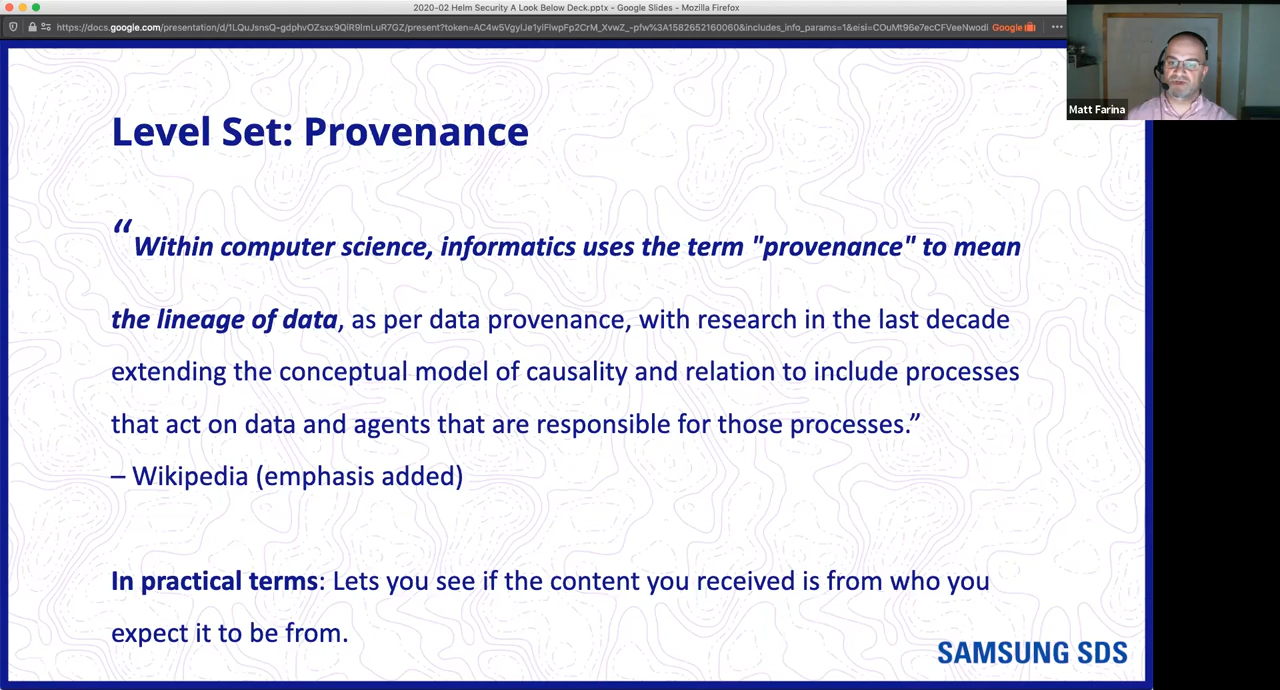 2020-02 Helm Security A Look Below Deck.pptx - Google Slides - Mozilla Firefox
Google
Matt Farina
Level Set: Provenance
“Within computer science, informatics uses the term "provenance" to mean
the lineage of data, as per data provenance, with research in the last decade
extending the conceptual model of causality and relation to include processes
that act on data and agents that are responsible for those processes.”
– Wikipedia (emphasis added)
In practical terms: Lets you see if the content you received is from who you
expect it to be from.
SAMSUNG SDS